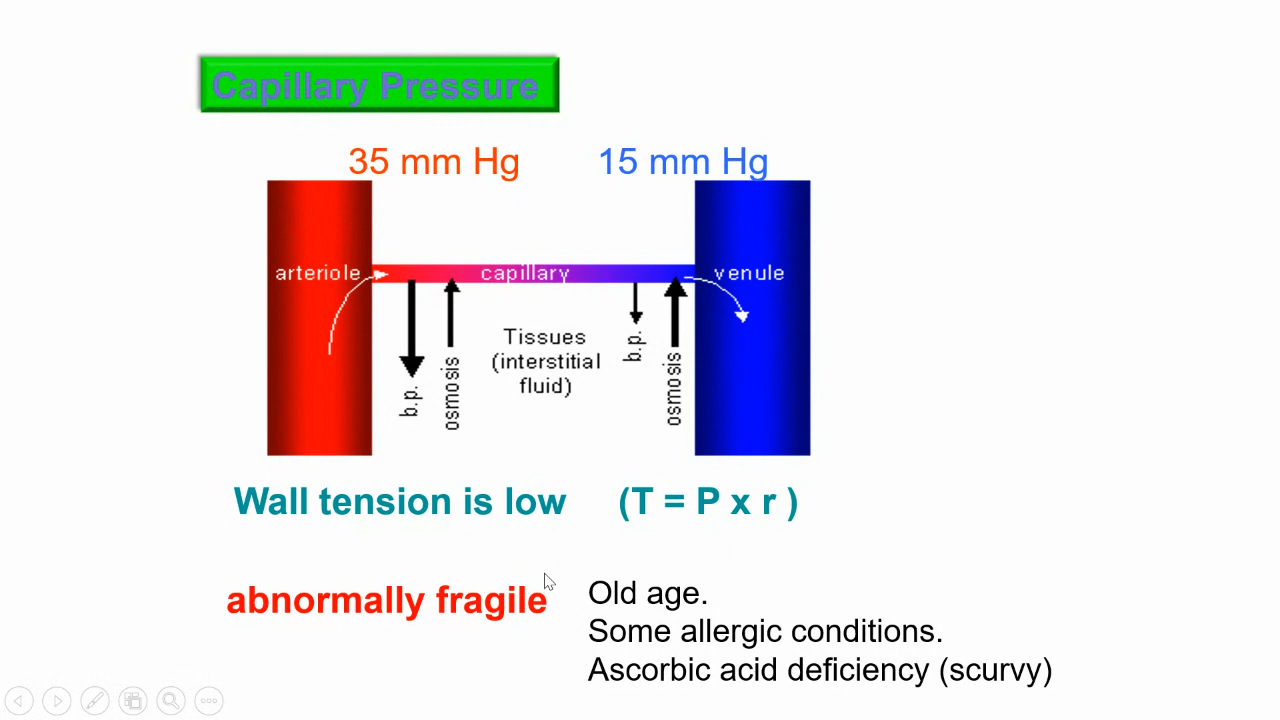 Capillary Pressure
35 mm Hg 15 mm Hg
arteriole capillary venule
Tissues
(interstitial
fluid)
b.p.
osmosis
b.p.
osmosis
Wall tension is low (T = P x r )
abnormally fragile
Old age.
Some allergic conditions.
Ascorbic acid deficiency (scurvy)